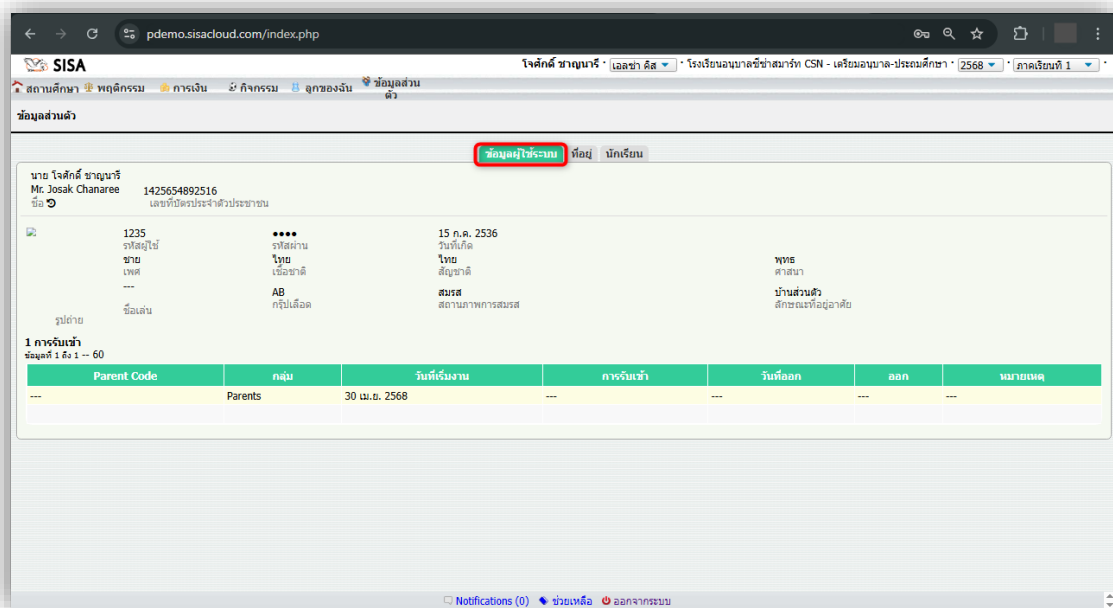 pdemo.sisacloud.com/index.php
SISA โจศักดิ์ ชาญนารี · เอลซ่า คิส · โรงเรียนอนุบาลซีซ่าสมาร์ท CSN - เตรียมอนุบาล-ประถมศึกษา · 2568 · ภาคเรียนที่ 1 ·
สถานศึกษา พฤติกรรม การเงิน กิจกรรม ลูกของฉัน ข้อมูลส่วนตัว
ข้อมูลส่วนตัว
ข้อมูลผู้ใช้ระบบ ที่อยู่ นักเรียน
นาย โจศักดิ์ ชาญนารี
Mr. Josak Chanaree 1425654892516
ชื่อ เลขที่บัตรประจำตัวประชาชน
1235 •••• 15 ก.ค. 2536
รหัสผู้ใช้ รหัสผ่าน วันที่เกิด
ชาย ไทย ไทย พุทธ
เพศ เชื้อชาติ สัญชาติ ศาสนา
--- AB สมรส บ้านส่วนตัว
ชื่อเล่น กรุ๊ปเลือด สถานภาพการสมรส ลักษณะที่อยู่อาศัย
รูปถ่าย
1 การรับเข้า
ข้อมูลที่ 1 ถึง 1 -- 60
Parent Code กลุ่ม วันที่เริ่มงาน การรับเข้า วันที่ออก ออก หมายเหตุ
--- Parents 30 เม.ย. 2568 --- --- --- ---
Notifications (0) ช่วยเหลือ ออกจากระบบ